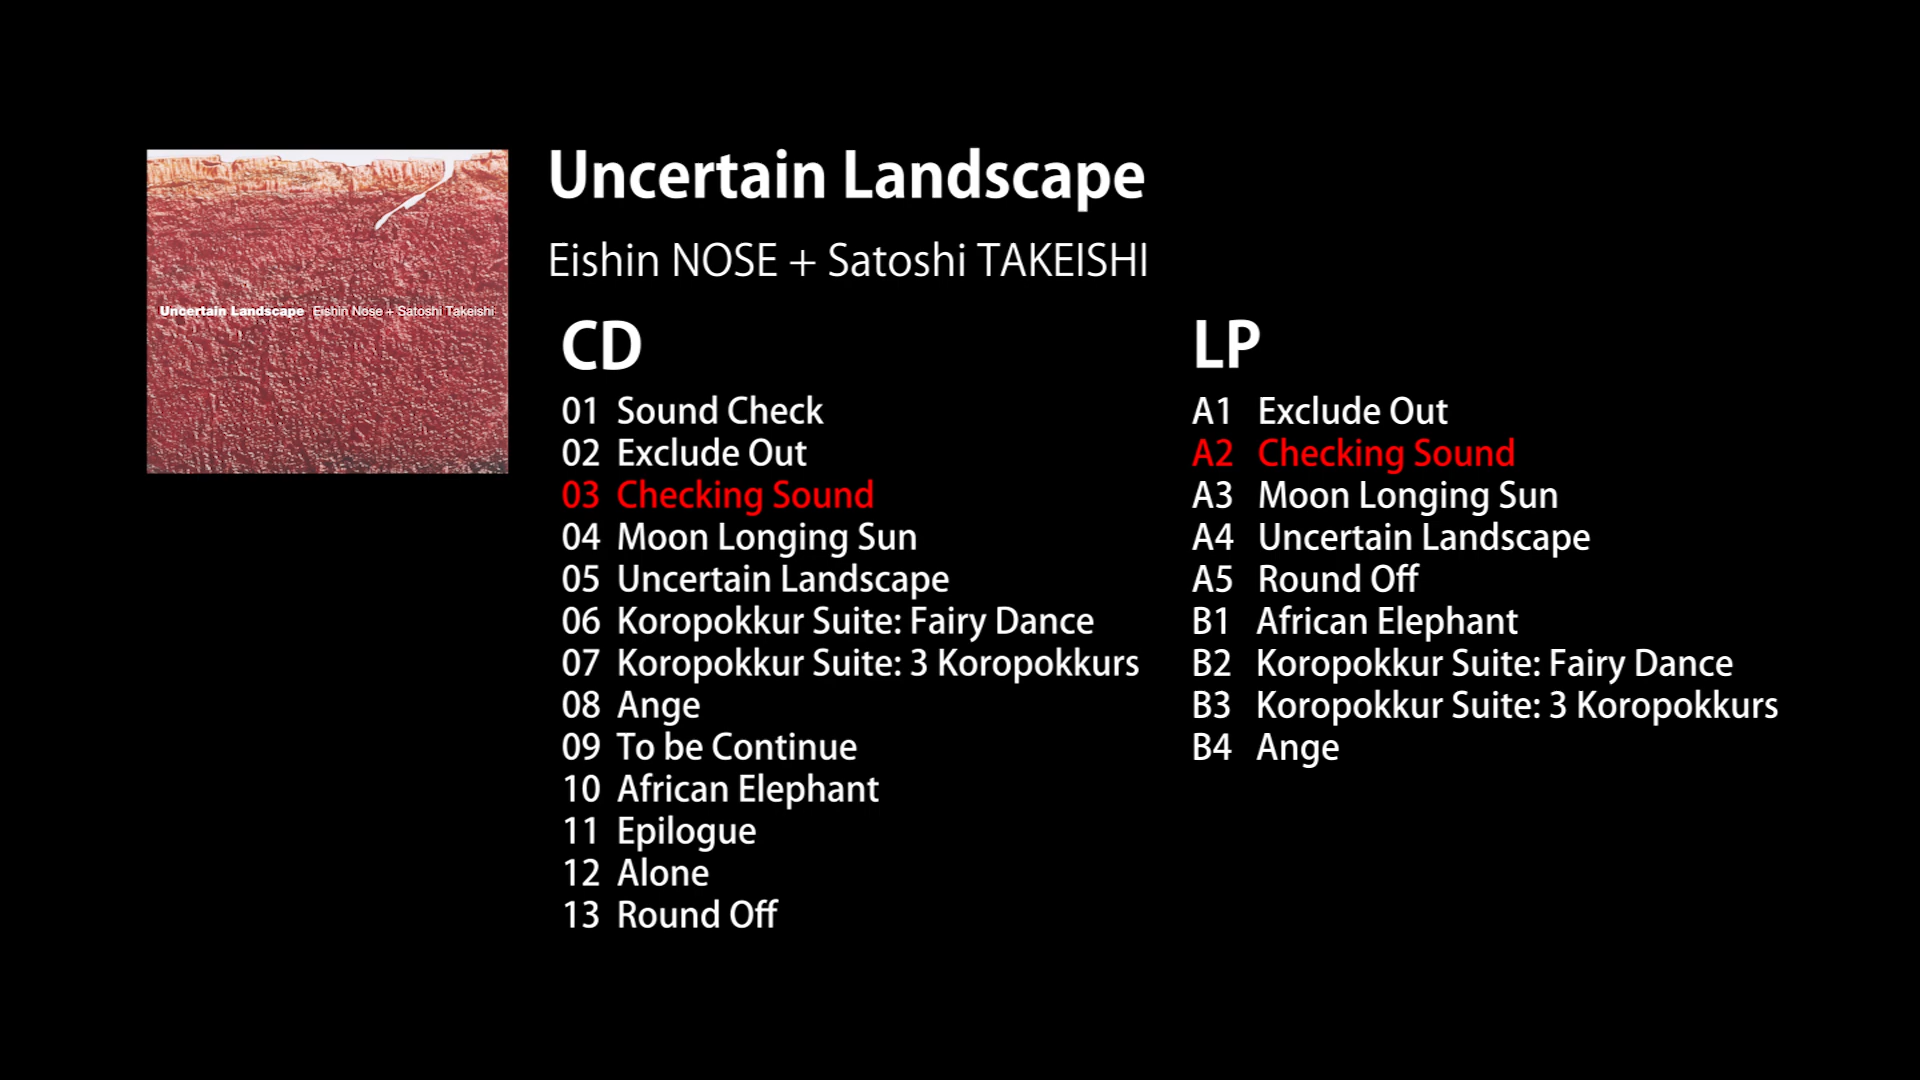 Uncertain Landscape
Eishin NOSE + Satoshi TAKEISHI
Uncertain Landscape Eishin Nose + Satoshi Takeishi
CD
01 Sound Check
02 Exclude Out
03 Checking Sound
04 Moon Longing Sun
05 Uncertain Landscape
06 Koropokkur Suite: Fairy Dance
07 Koropokkur Suite: 3 Koropokkurs
08 Ange
09 To be Continue
10 African Elephant
11 Epilogue
12 Alone
13 Round Off
LP
A1 Exclude Out
A2 Checking Sound
A3 Moon Longing Sun
A4 Uncertain Landscape
A5 Round Off
B1 African Elephant
B2 Koropokkur Suite: Fairy Dance
B3 Koropokkur Suite: 3 Koropokkurs
B4 Ange